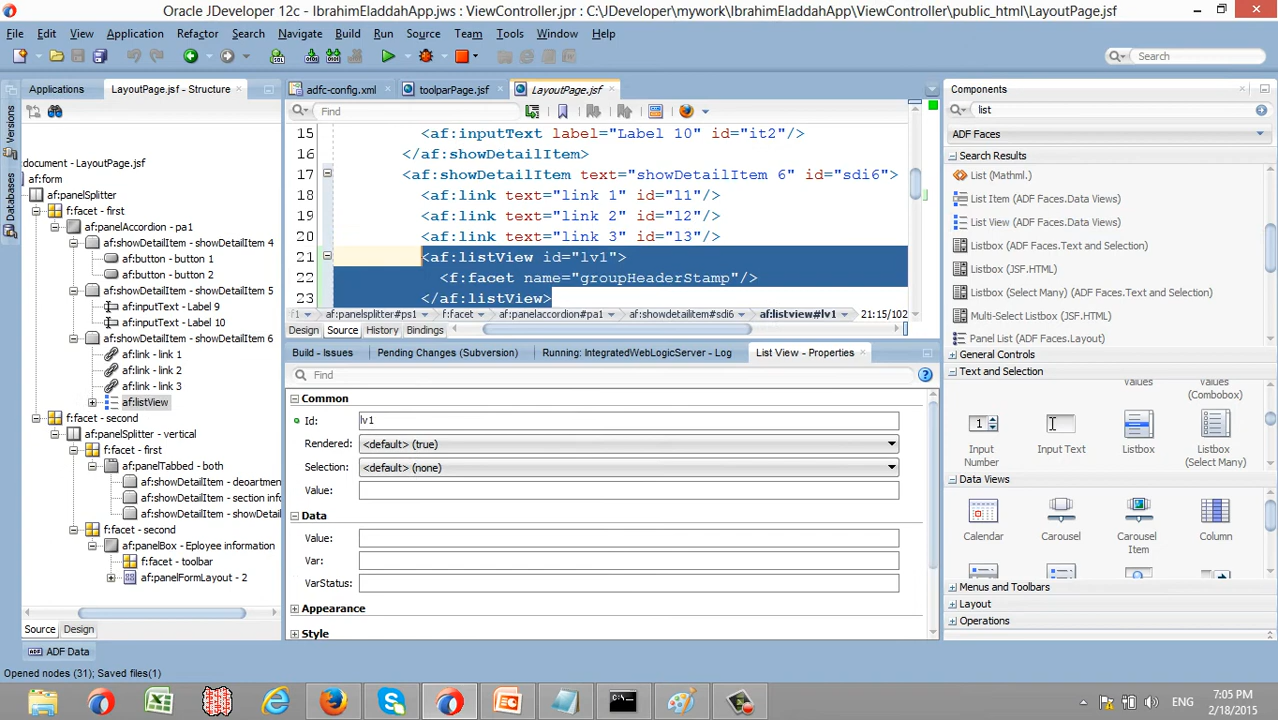 Oracle JDeveloper 12c - IbrahimEladdahApp.jws : ViewController.jpr : C:\JDeveloper\mywork\IbrahimEladdahApp\ViewController\public_html\LayoutPage.jsf
File Edit View Application Refactor Search Navigate Build Run Source Team Tools Window Help
Search
Applications
LayoutPage.jsf - Structure
Versions
Databases
document - LayoutPage.jsf
af:form
af:panelSplitter
f:facet - first
af:panelAccordion - pa1
af:showDetailItem - showDetailItem 4
af:button - button 1
af:button - button 2
af:showDetailItem - showDetailItem 5
af:inputText - Label 9
af:inputText - Label 10
af:showDetailItem - showDetailItem 6
af:link - link 1
af:link - link 2
af:link - link 3
af:listView
f:facet - second
af:panelSplitter - vertical
f:facet - first
af:panelTabbed - both
af:showDetailItem - deoartmer
af:showDetailItem - section info
af:showDetailItem - showDetail
f:facet - second
af:panelBox - Eployee information
f:facet - toolbar
af:panelFormLayout - 2
Source Design
adfc-config.xml
toolparPage.jsf
LayoutPage.jsf
Find
15 <af:inputText label="Label 10" id="it2"/>
16 </af:showDetailItem>
17 <af:showDetailItem text="showDetailItem 6" id="sdi6">
18 <af:link text="link 1" id="l1"/>
19 <af:link text="link 2" id="l2"/>
20 <af:link text="link 3" id="l3"/>
21 <af:listView id="lv1">
22 <f:facet name="groupHeaderStamp"/>
23 </af:listView>
f1 af:panelsplitter#ps1 f:facet af:panelaccordion#pa1 af:showdetailitem#sdi6 af:listview#lv1 21:15/102
Design Source History Bindings
Build - Issues
Pending Changes (Subversion)
Running: IntegratedWebLogicServer - Log
List View - Properties
Find
Common
Id: lv1
Rendered: <default> (true)
Selection: <default> (none)
Value:
Data
Value:
Var:
VarStatus:
Appearance
Style
Components
list
ADF Faces
Search Results
List (Mathml.)
List Item (ADF Faces.Data Views)
List View (ADF Faces.Data Views)
Listbox (ADF Faces.Text and Selection)
Listbox (JSF.HTML)
Listbox (Select Many) (ADF Faces.Text and Selection)
Multi-Select Listbox (JSF.HTML)
Panel List (ADF Faces.Layout)
General Controls
Text and Selection
Values
Values (Combobox)
Input Number
Input Text
Listbox
Listbox (Select Many)
Data Views
Calendar
Carousel
Carousel Item
Column
Menus and Toolbars
Layout
Operations
ADF Data
Opened nodes (31); Saved files(1)
ENG
7:05 PM
2/18/2015